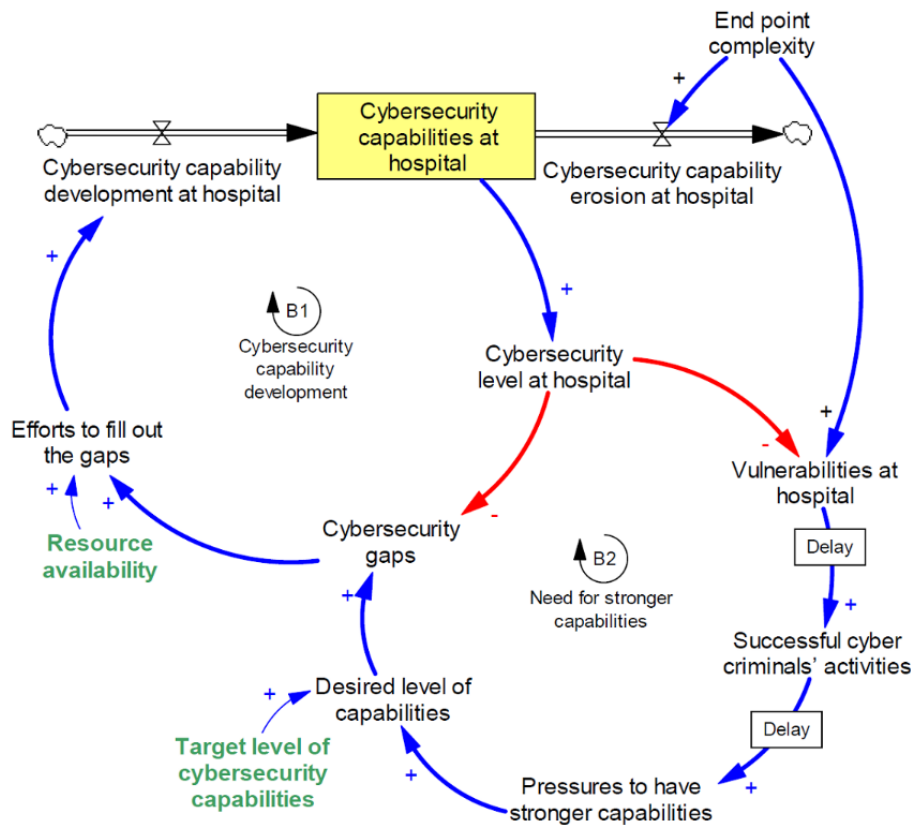 End point
complexity
+
Cybersecurity
capabilities at
hospital
Cybersecurity capability
development at hospital
Cybersecurity capability
erosion at hospital
+
+
B1
Cybersecurity
capability
development
Cybersecurity
level at hospital
+
-
Efforts to fill out
the gaps
Vulnerabilities at
hospital
+
+
-
Resource
availability
Cybersecurity
gaps
Delay
B2
Need for stronger
capabilities
+
+
Successful cyber
criminals’ activities
+
Desired level of
capabilities
Delay
Target level of
cybersecurity
capabilities
+
Pressures to have
stronger capabilities
+